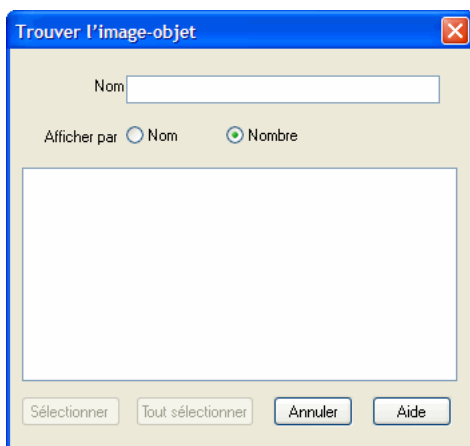 Trouver l'image-objet
Nom
Afficher par Nom Nombre
Sélectionner Tout sélectionner Annuler Aide